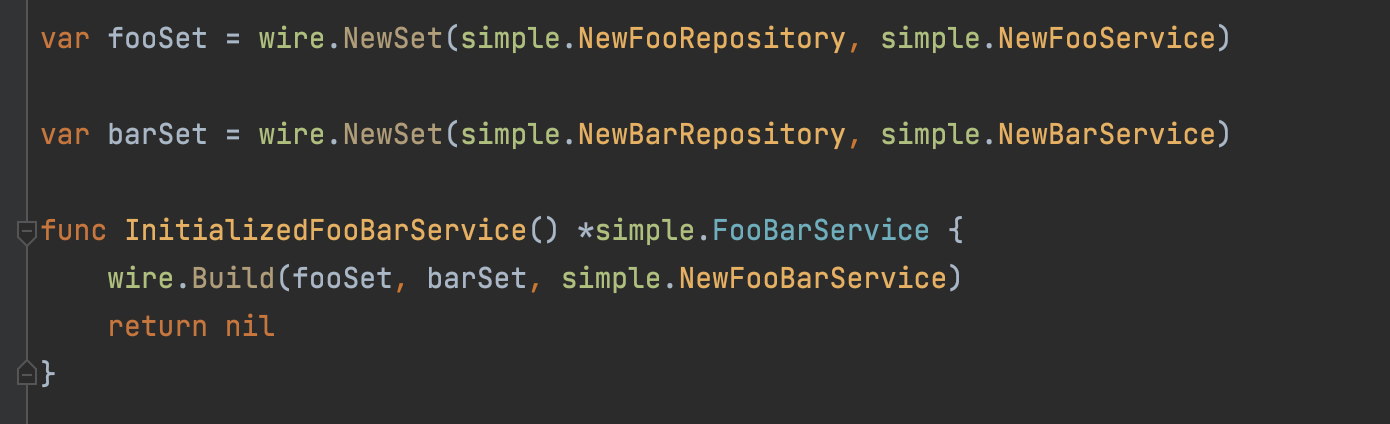 var fooSet = wire.NewSet(simple.NewFooRepository, simple.NewFooService)
var barSet = wire.NewSet(simple.NewBarRepository, simple.NewBarService)
func InitializedFooBarService() *simple.FooBarService {
    wire.Build(fooSet, barSet, simple.NewFooBarService)
    return nil
}